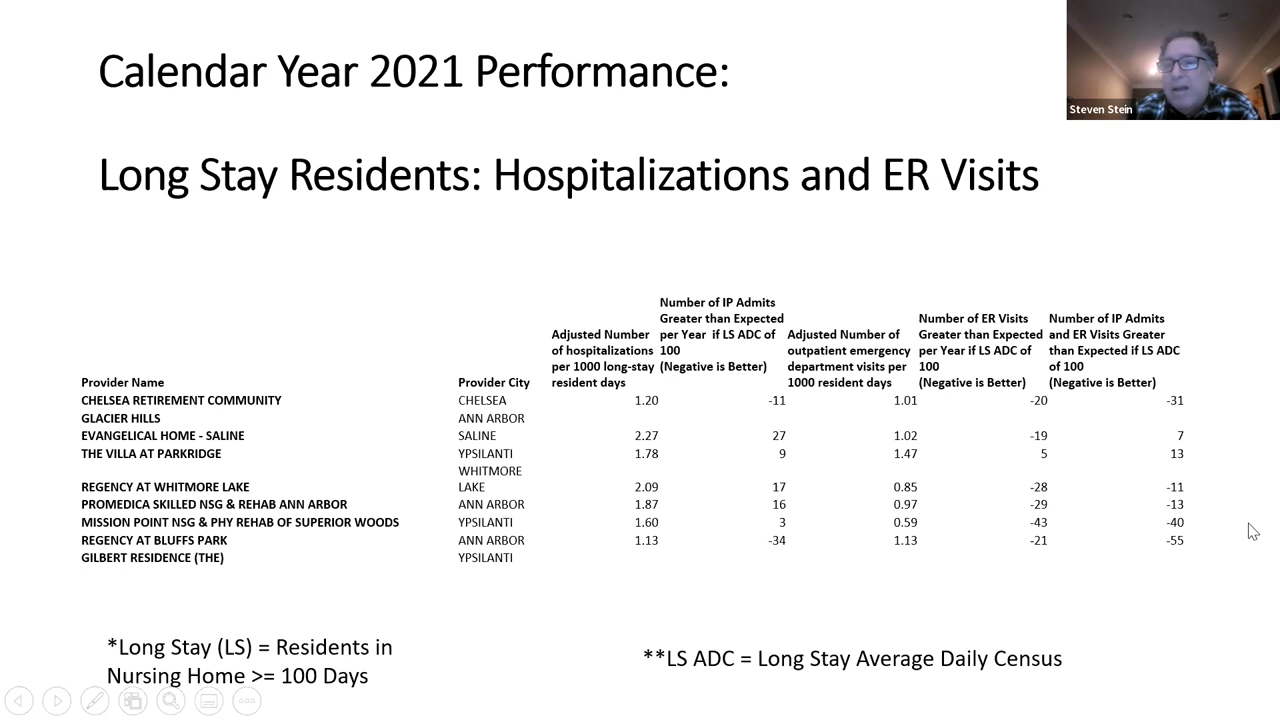 Calendar Year 2021 Performance:
Steven Stein
Long Stay Residents: Hospitalizations and ER Visits
Number of IP Admits
Greater than Expected Number of ER Visits Number of IP Admits
Adjusted Number per Year if LS ADC of Adjusted Number of Greater than Expected and ER Visits Greater
of hospitalizations 100 outpatient emergency per Year if LS ADC of than Expected if LS ADC
per 1000 long-stay (Negative is Better) department visits per 100 of 100
Provider Name Provider City resident days 1000 resident days (Negative is Better) (Negative is Better)
CHELSEA RETIREMENT COMMUNITY CHELSEA 1.20 -11 1.01 -20 -31
GLACIER HILLS ANN ARBOR
EVANGELICAL HOME - SALINE SALINE 2.27 27 1.02 -19 7
THE VILLA AT PARKRIDGE YPSILANTI 1.78 9 1.47 5 13
WHITMORE
REGENCY AT WHITMORE LAKE LAKE 2.09 17 0.85 -28 -11
PROMEDICA SKILLED NSG & REHAB ANN ARBOR ANN ARBOR 1.87 16 0.97 -29 -13
MISSION POINT NSG & PHY REHAB OF SUPERIOR WOODS YPSILANTI 1.60 3 0.59 -43 -40
REGENCY AT BLUFFS PARK ANN ARBOR 1.13 -34 1.13 -21 -55
GILBERT RESIDENCE (THE) YPSILANTI
*Long Stay (LS) = Residents in
Nursing Home >= 100 Days
**LS ADC = Long Stay Average Daily Census